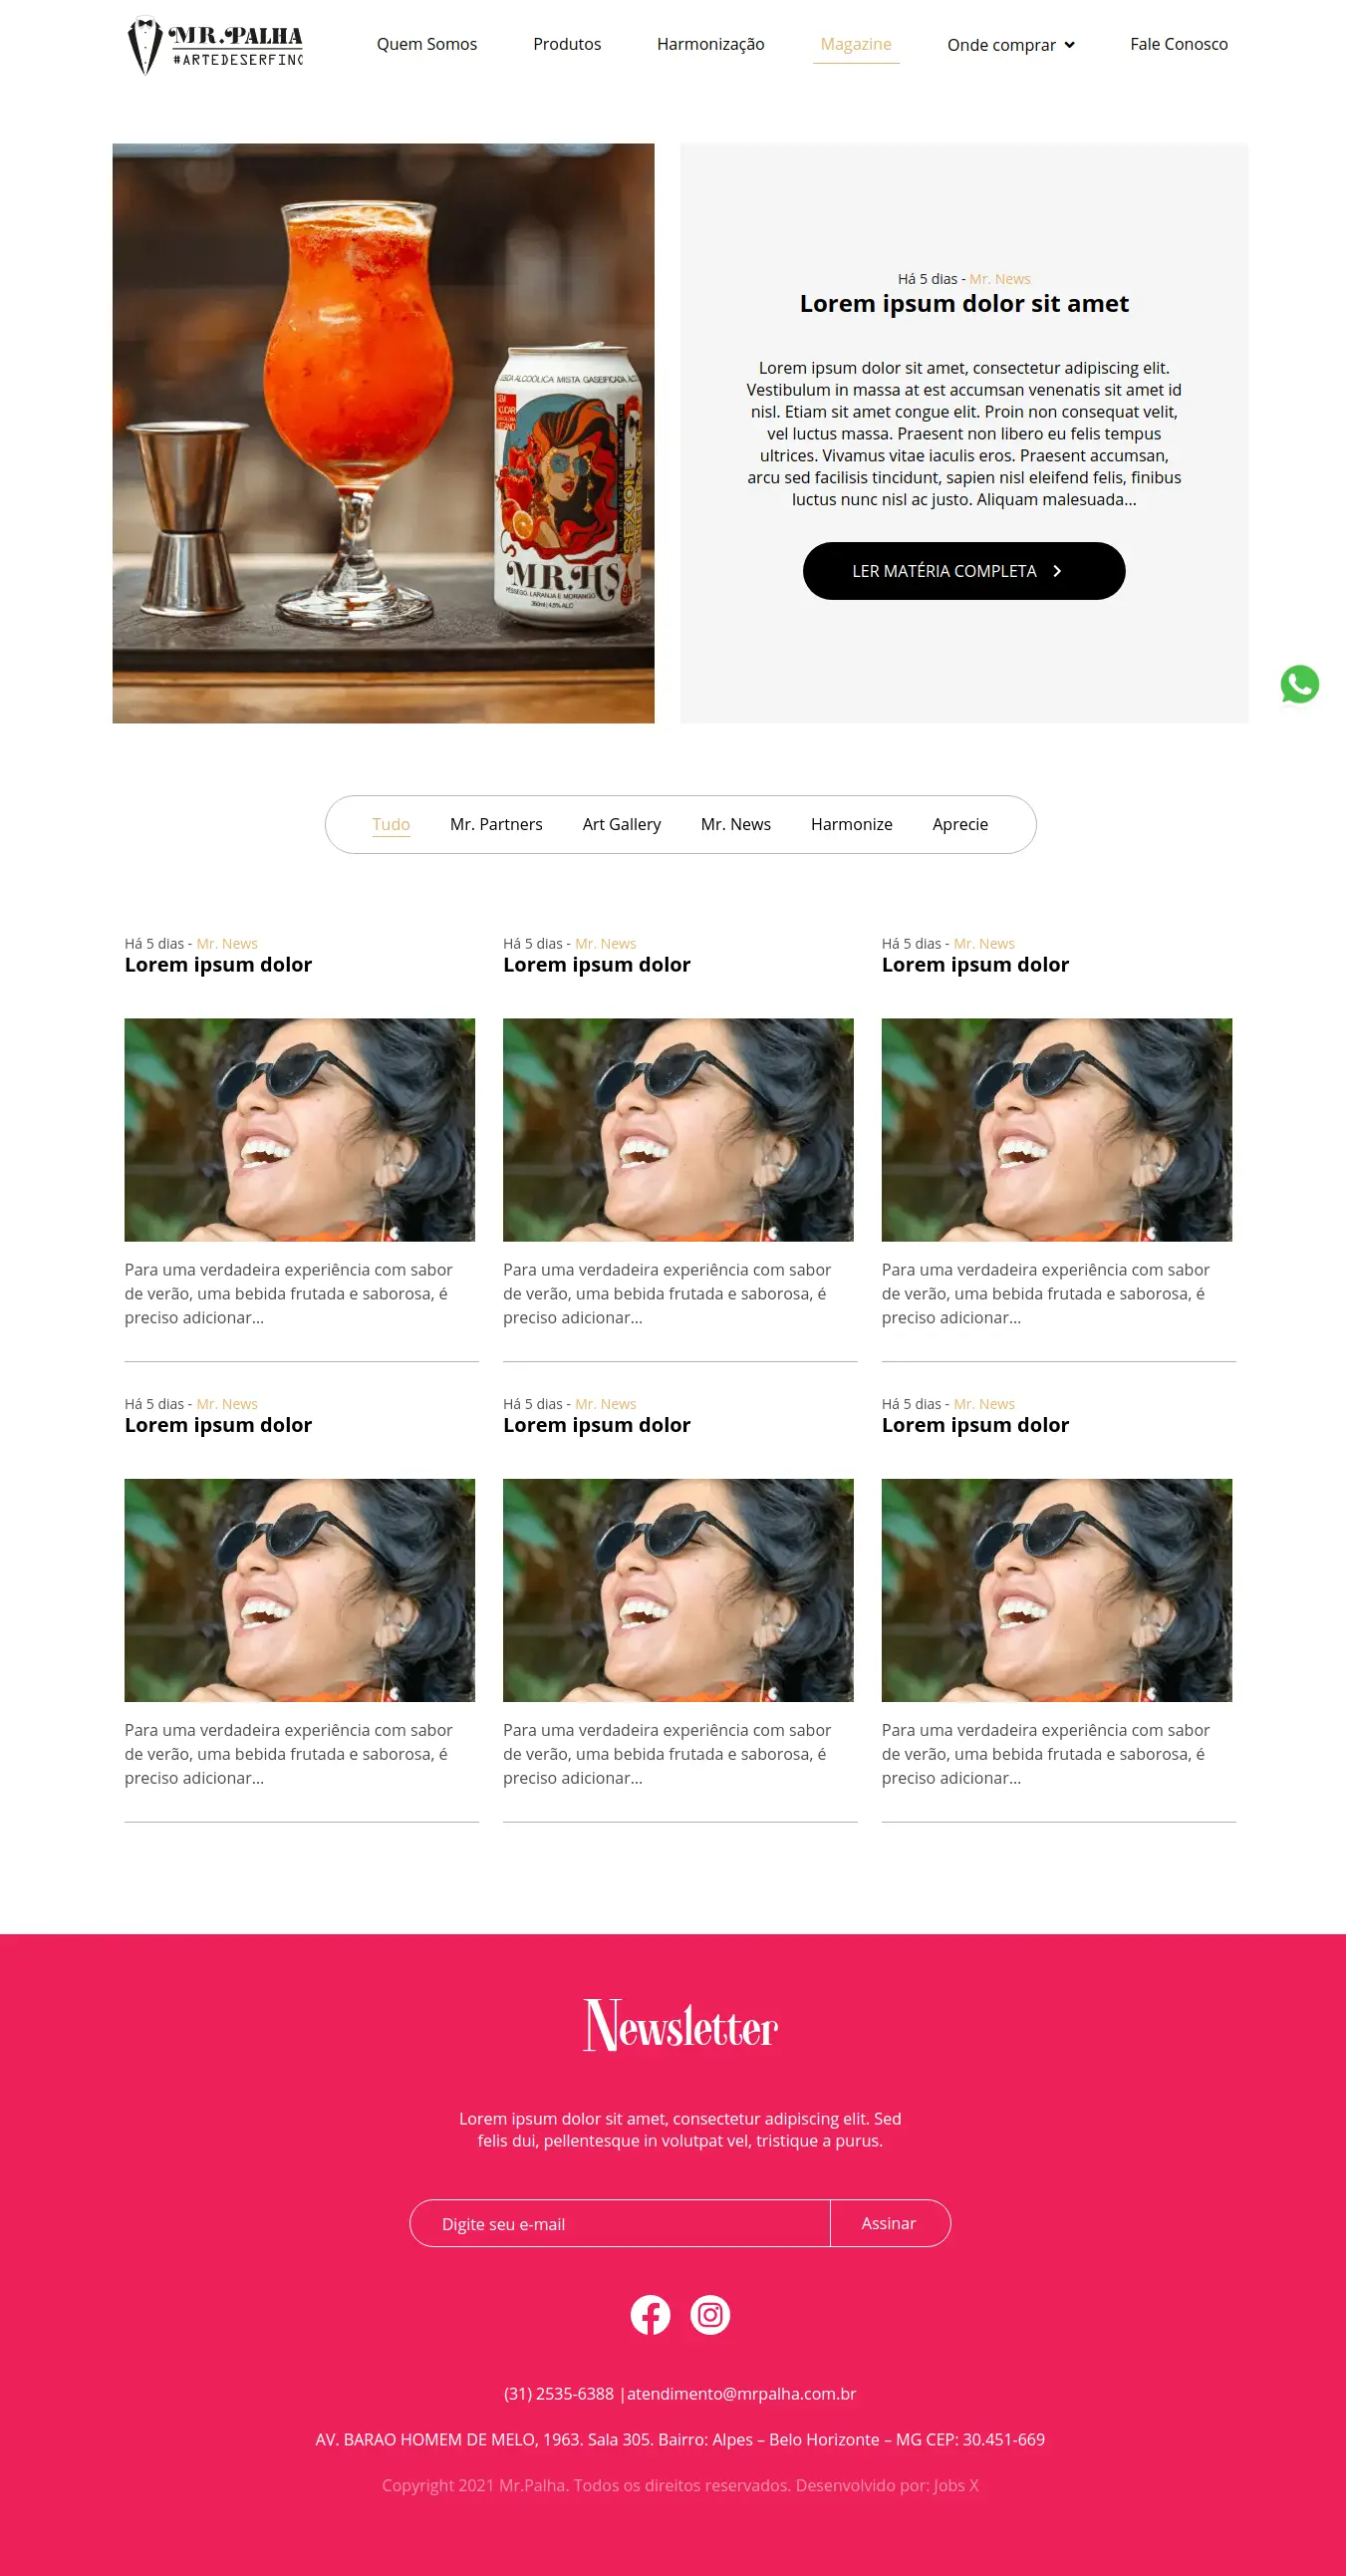 MR.PALHA
#ARTEDESERFINO
Quem Somos
Produtos
Harmonização
Magazine
Onde comprar
Fale Conosco
Há 5 dias - Mr. News
Lorem ipsum dolor sit amet
Lorem ipsum dolor sit amet, consectetur adipiscing elit.
Vestibulum in massa at est accumsan venenatis sit amet id
nisl. Etiam sit amet congue elit. Proin non consequat velit,
vel luctus massa. Praesent non libero eu felis tempus
ultrices. Vivamus vitae iaculis eros. Praesent accumsan,
arcu sed facilisis tincidunt, sapien nisl eleifend felis, finibus
luctus nunc nisl ac justo. Aliquam malesuada...
LER MATÉRIA COMPLETA
ALCOÓLICA MISTA GASEIFICADA
SEM
AÇÚCAR
SEX ON
MR.HS
PÊSSEGO, LARANJA E MORANGO
350ml | 4,5% ALC
Tudo
Mr. Partners
Art Gallery
Mr. News
Harmonize
Aprecie
Há 5 dias - Mr. News
Lorem ipsum dolor
Para uma verdadeira experiência com sabor
de verão, uma bebida frutada e saborosa, é
preciso adicionar...
Há 5 dias - Mr. News
Lorem ipsum dolor
Para uma verdadeira experiência com sabor
de verão, uma bebida frutada e saborosa, é
preciso adicionar...
Há 5 dias - Mr. News
Lorem ipsum dolor
Para uma verdadeira experiência com sabor
de verão, uma bebida frutada e saborosa, é
preciso adicionar...
Há 5 dias - Mr. News
Lorem ipsum dolor
Para uma verdadeira experiência com sabor
de verão, uma bebida frutada e saborosa, é
preciso adicionar...
Há 5 dias - Mr. News
Lorem ipsum dolor
Para uma verdadeira experiência com sabor
de verão, uma bebida frutada e saborosa, é
preciso adicionar...
Há 5 dias - Mr. News
Lorem ipsum dolor
Para uma verdadeira experiência com sabor
de verão, uma bebida frutada e saborosa, é
preciso adicionar...
Newsletter
Lorem ipsum dolor sit amet, consectetur adipiscing elit. Sed
felis dui, pellentesque in volutpat vel, tristique a purus.
Digite seu e-mail
Assinar
(31) 2535-6388 |atendimento@mrpalha.com.br
AV. BARAO HOMEM DE MELO, 1963. Sala 305. Bairro: Alpes – Belo Horizonte – MG CEP: 30.451-669
Copyright 2021 Mr.Palha. Todos os direitos reservados. Desenvolvido por: Jobs X